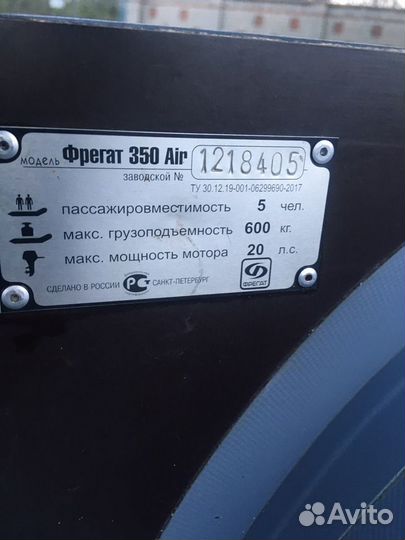 модель Фрегат 350 Air 1218405
заводской №
ТУ 30.12.19-001-06299690-2017
пассажировместимость 5 чел.
макс. грузоподъемность 600 кг.
макс. мощность мотора 20 л.с.
СДЕЛАНО В РОССИИ РСТ САНКТ-ПЕТЕРБУРГ
ФРЕГАТ
Avito